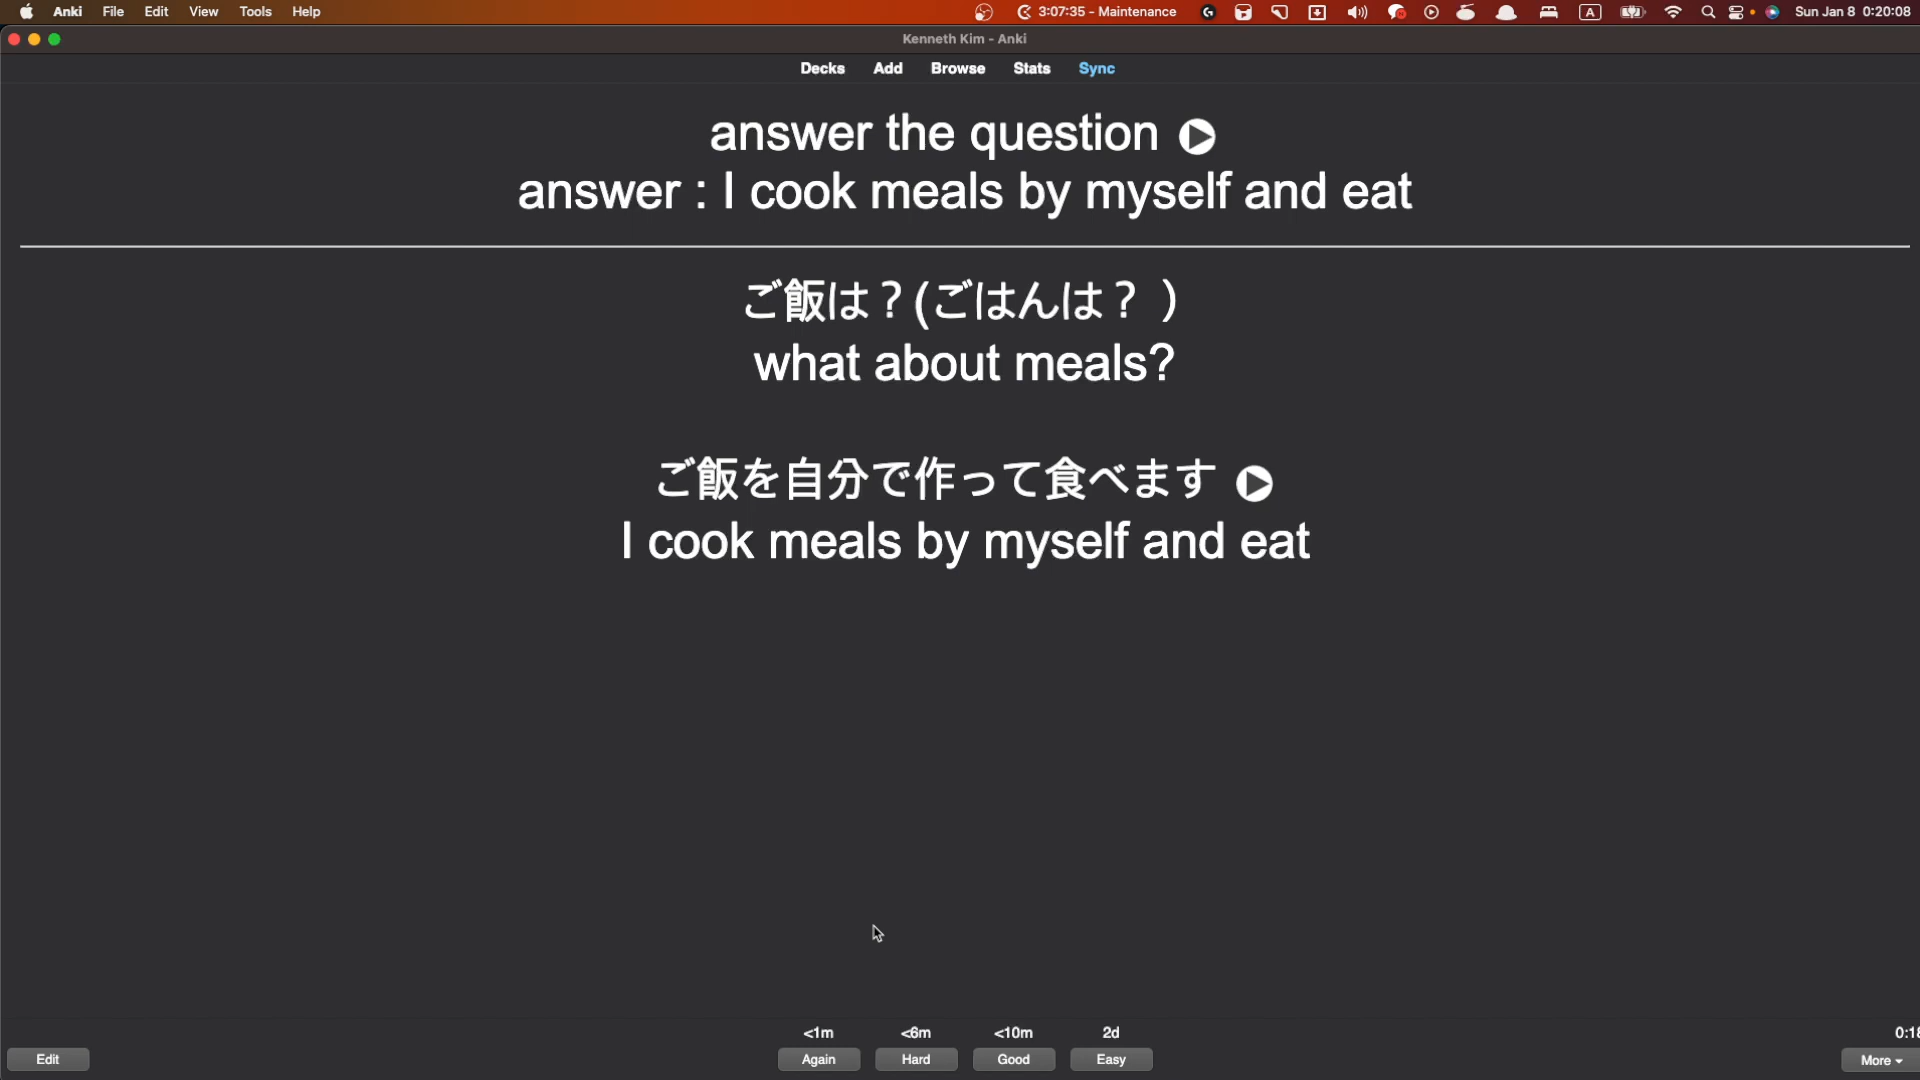 Anki File Edit View Tools Help 3:07:35 - Maintenance A Sun Jan 8 0:20:08
Kenneth Kim - Anki
Decks Add Browse Stats Sync
answer the question
answer : I cook meals by myself and eat
ご飯は？(ごはんは？ ）
what about meals?
ご飯を自分で作って食べます
I cook meals by myself and eat
<1m <6m <10m 2d
Edit Again Hard Good Easy More